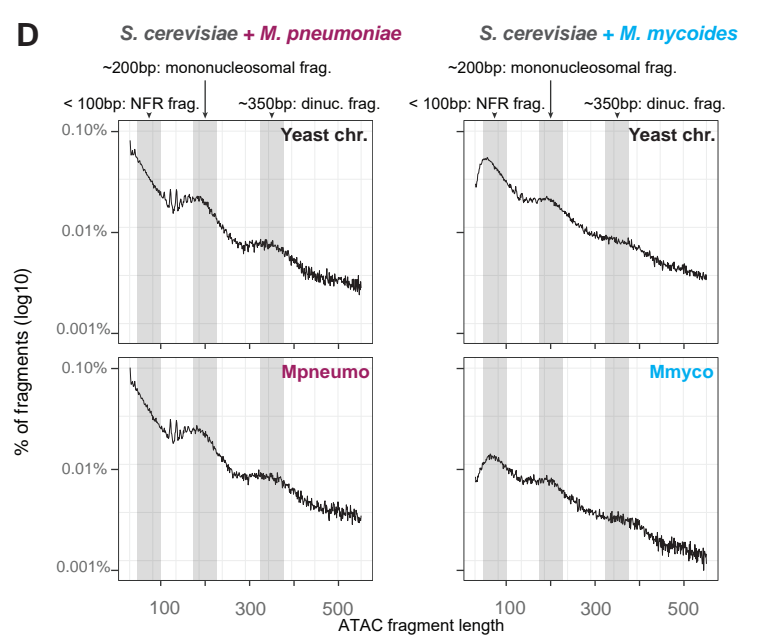 D
S. cerevisiae + M. pneumoniae
S. cerevisiae + M. mycoides
~200bp: mononucleosomal frag.
~200bp: mononucleosomal frag.
< 100bp: NFR frag.
~350bp: dinuc. frag.
< 100bp: NFR frag.
~350bp: dinuc. frag.
% of fragments (log10)
0.10%
0.01%
0.001%
Yeast chr.
Yeast chr.
0.10%
0.01%
0.001%
Mpneumo
Mmyco
100
300
500
100
300
500
ATAC fragment length